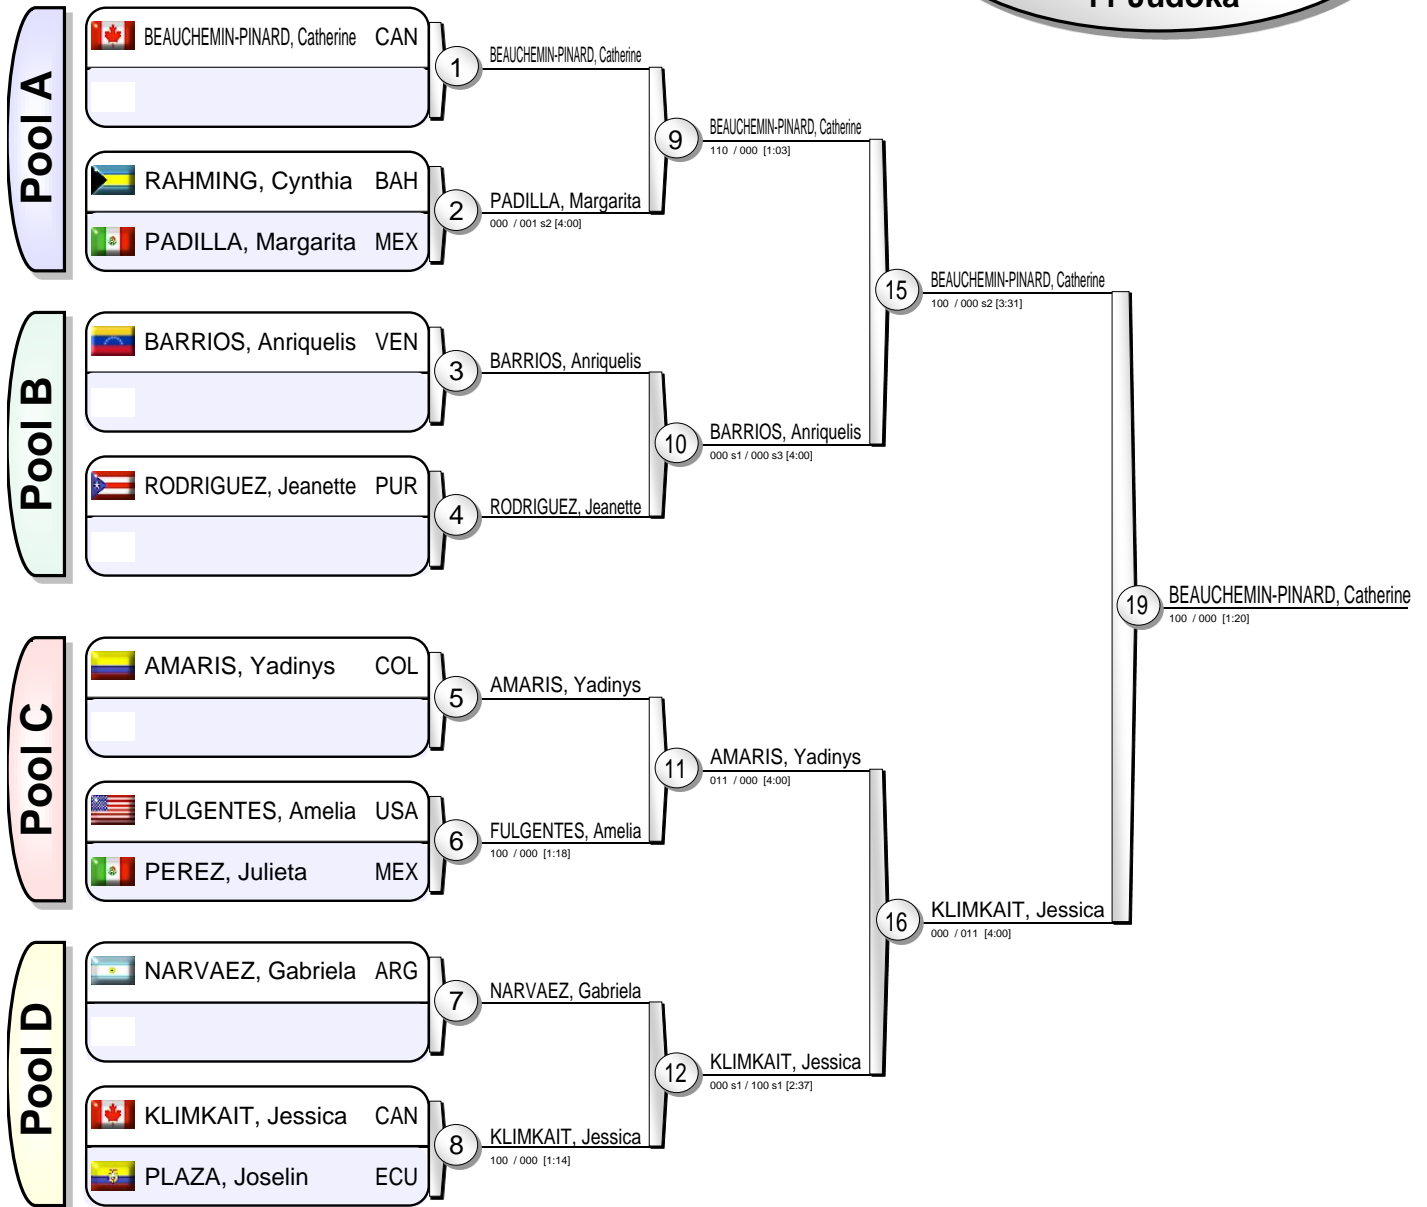 11 Judoka
Pool A
BEAUCHEMIN-PINARD, Catherine CAN
1
BEAUCHEMIN-PINARD, Catherine
RAHMING, Cynthia BAH
PADILLA, Margarita MEX
2
PADILLA, Margarita
000 / 001 s2 [4:00]
9
BEAUCHEMIN-PINARD, Catherine
110 / 000 [1:03]
Pool B
BARRIOS, Anriquelis VEN
3
BARRIOS, Anriquelis
RODRIGUEZ, Jeanette PUR
4
RODRIGUEZ, Jeanette
10
BARRIOS, Anriquelis
000 s1 / 000 s3 [4:00]
15
BEAUCHEMIN-PINARD, Catherine
100 / 000 s2 [3:31]
Pool C
AMARIS, Yadinys COL
5
AMARIS, Yadinys
FULGENTES, Amelia USA
PEREZ, Julieta MEX
6
FULGENTES, Amelia
100 / 000 [1:18]
11
AMARIS, Yadinys
011 / 000 [4:00]
Pool D
NARVAEZ, Gabriela ARG
7
NARVAEZ, Gabriela
KLIMKAIT, Jessica CAN
PLAZA, Joselin ECU
8
KLIMKAIT, Jessica
100 / 000 [1:14]
12
KLIMKAIT, Jessica
000 s1 / 100 s1 [2:37]
16
KLIMKAIT, Jessica
000 / 011 [4:00]
19
BEAUCHEMIN-PINARD, Catherine
100 / 000 [1:20]